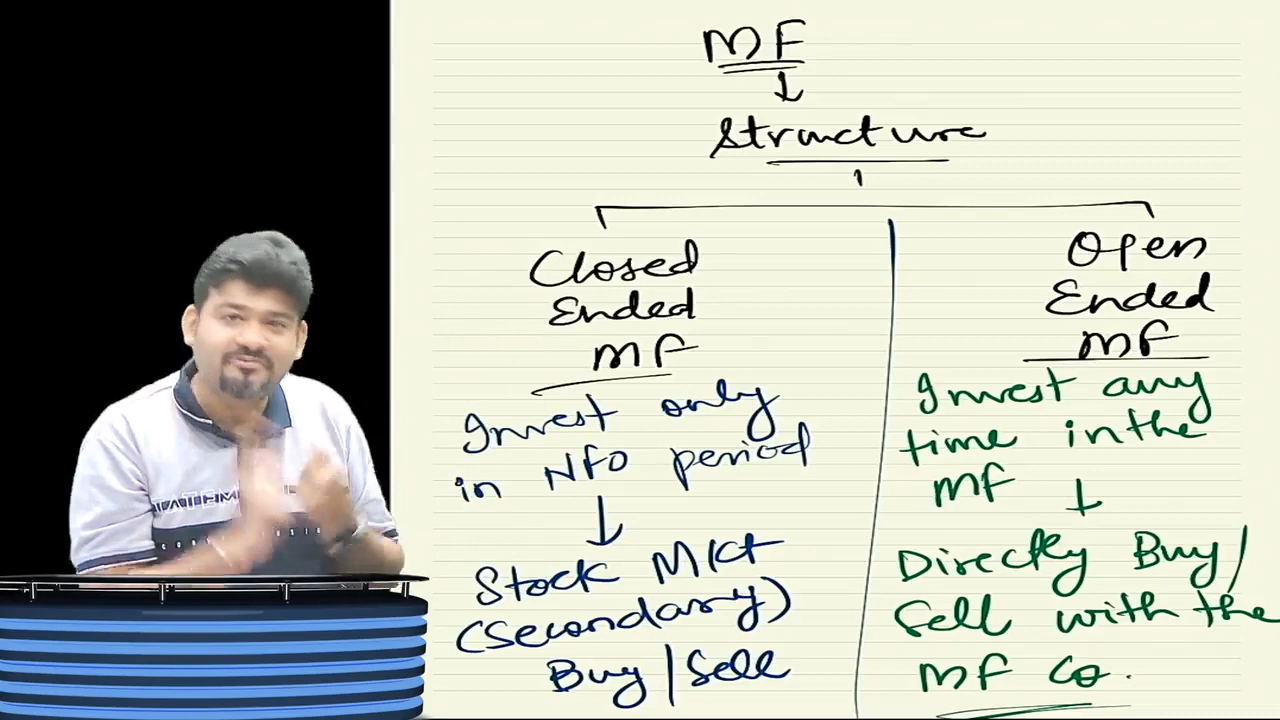 MF
Structure
Closed
Ended
MF
Invest only
in NFO period
Stock Mkt
(Secondary)
Buy/Sell
Open
Ended
MF
Invest any
time in the
MF
Directly Buy/
Sell with the
MF Co.